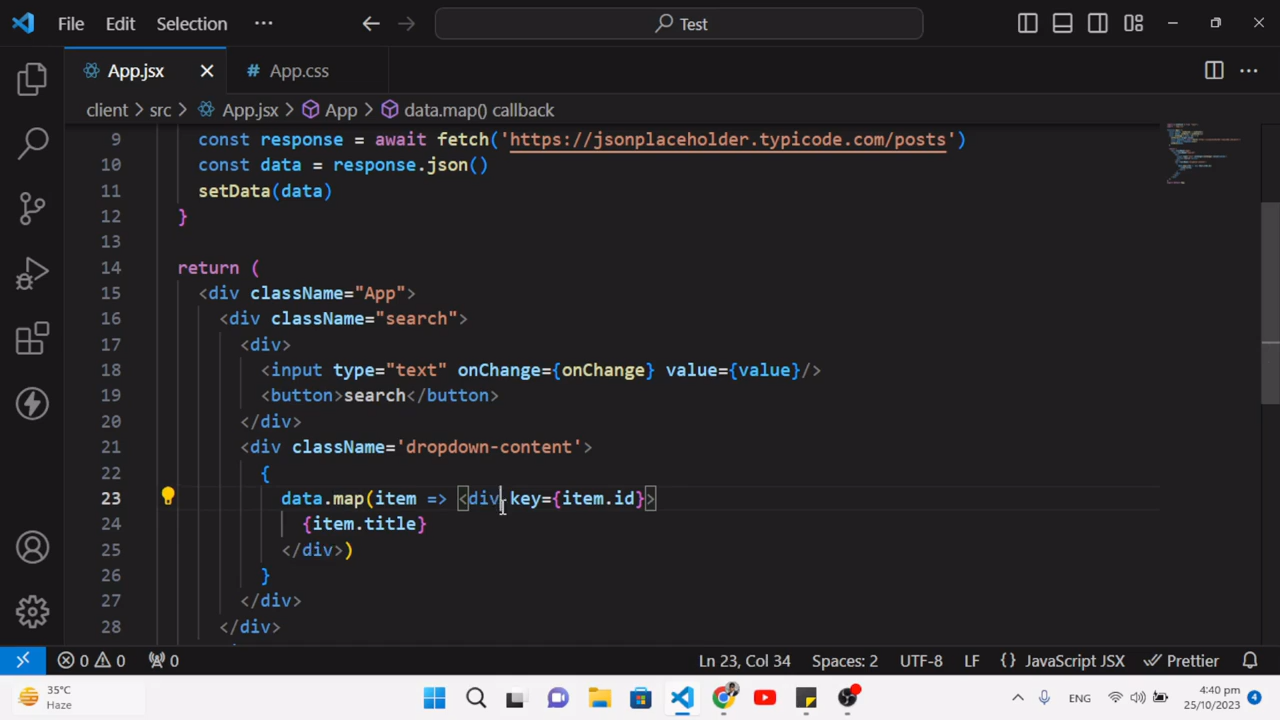 File Edit Selection ··· Test
App.jsx # App.css
client > src > App.jsx > App > data.map() callback
9 const response = await fetch('https://jsonplaceholder.typicode.com/posts')
10 const data = response.json()
11 setData(data)
12 }
13
14 return (
15 <div className="App">
16 <div className="search">
17 <div>
18 <input type="text" onChange={onChange} value={value}/>
19 <button>search</button>
20 </div>
21 <div className='dropdown-content'>
22 {
23 data.map(item => <div key={item.id}>
24 {item.title}
25 </div>)
26 }
27 </div>
28 </div>
0 0 0 Ln 23, Col 34 Spaces: 2 UTF-8 LF {} JavaScript JSX Prettier
35°C
Haze
ENG
4:40 pm
25/10/2023
4